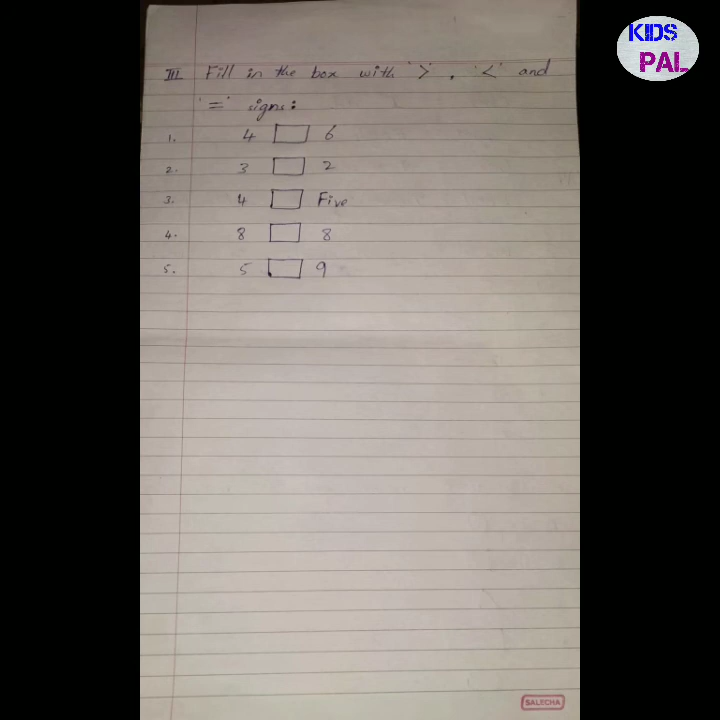 KIDS
PAL
III Fill in the box with '>', '<' and
'=' signs:
1. 4 6
2. 3 2
3. 4 Five
4. 8 8
5. 5 9
SALECHA